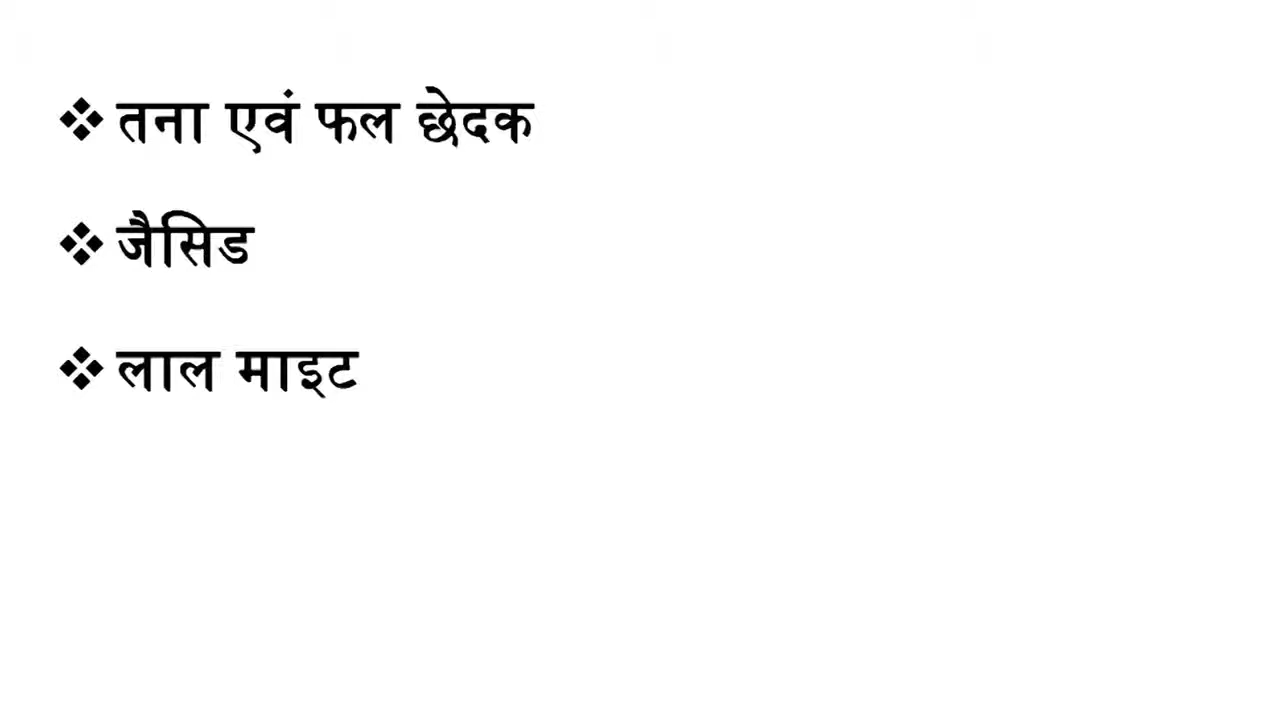 ❖ तना एवं फल छेदक
❖ जैसिड
❖ लाल माइट